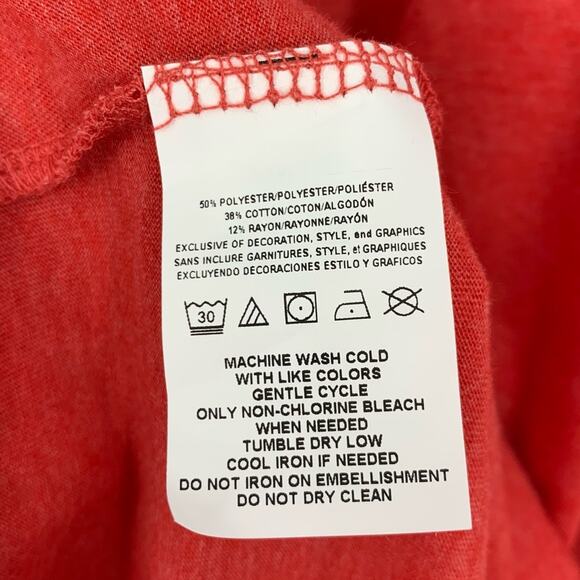 50% POLYESTER/POLYESTER/POLIÉSTER
38% COTTON/COTON/ALGODÓN
12% RAYON/RAYONNE/RAYÓN
EXCLUSIVE OF DECORATION, STYLE, and GRAPHICS
SANS INCLURE GARNITURES, STYLE, et GRAPHIQUES
EXCLUYENDO DECORACIONES ESTILO Y GRAFICOS
30
MACHINE WASH COLD
WITH LIKE COLORS
GENTLE CYCLE
ONLY NON-CHLORINE BLEACH
WHEN NEEDED
TUMBLE DRY LOW
COOL IRON IF NEEDED
DO NOT IRON ON EMBELLISHMENT
DO NOT DRY CLEAN